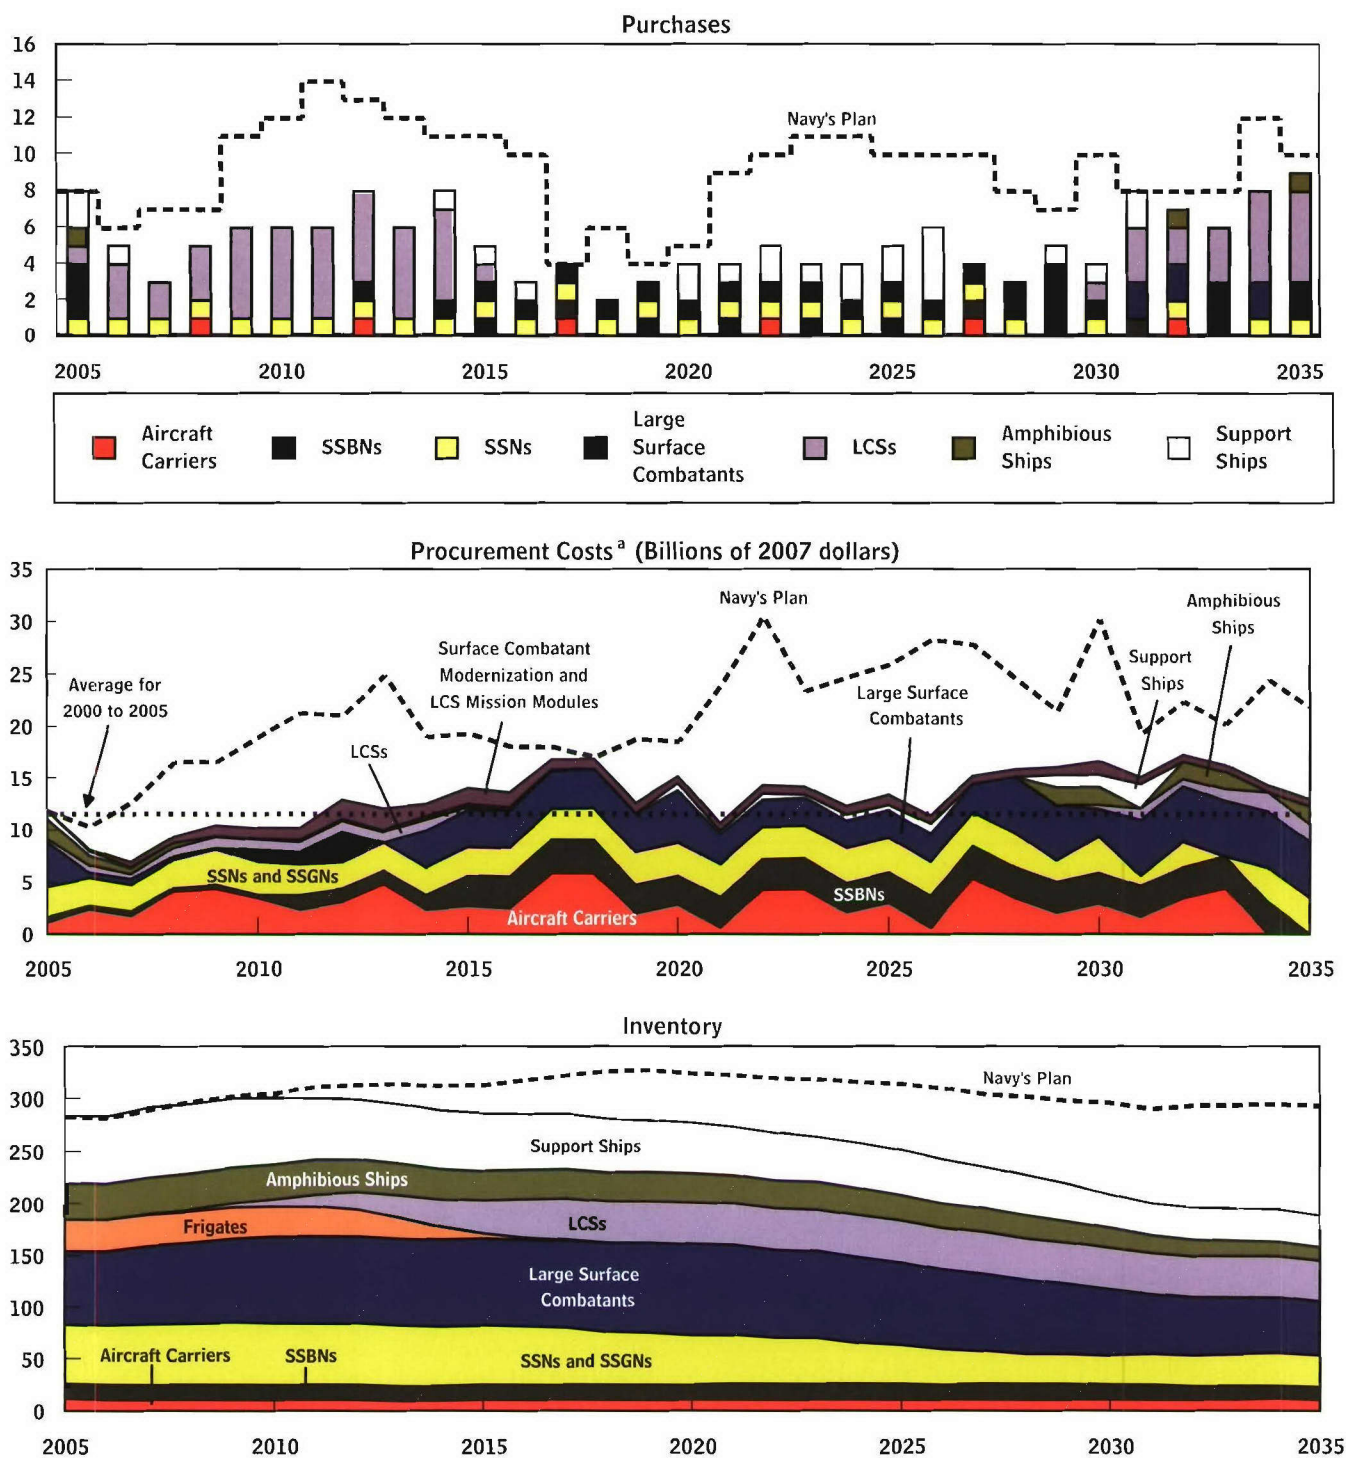 Purchases
16
14
12
10
8
6
4
2
0
Navy's Plan
2005 2010 2015 2020 2025 2030 2035
Aircraft
Carriers
SSBNs
SSNs
Large
Surface
Combatants
LCSs
Amphibious
Ships
Support
Ships
Procurement Costs a (Billions of 2007 dollars)
35
30
25
20
15
10
5
0
Average for
2000 to 2005
LCSs
Surface Combatant
Modernization and
LCS Mission Modules
Navy's Plan
Large Surface
Combatants
Support
Ships
Amphibious
Ships
SSNs and SSGNs
SSBNs
Aircraft Carriers
2005 2010 2015 2020 2025 2030 2035
Inventory
350
300
250
200
150
100
50
0
Navy's Plan
Support Ships
Amphibious Ships
LCSs
Frigates
Large Surface
Combatants
Aircraft Carriers
SSBNs
SSNs and SSGNs
2005 2010 2015 2020 2025 2030 2035